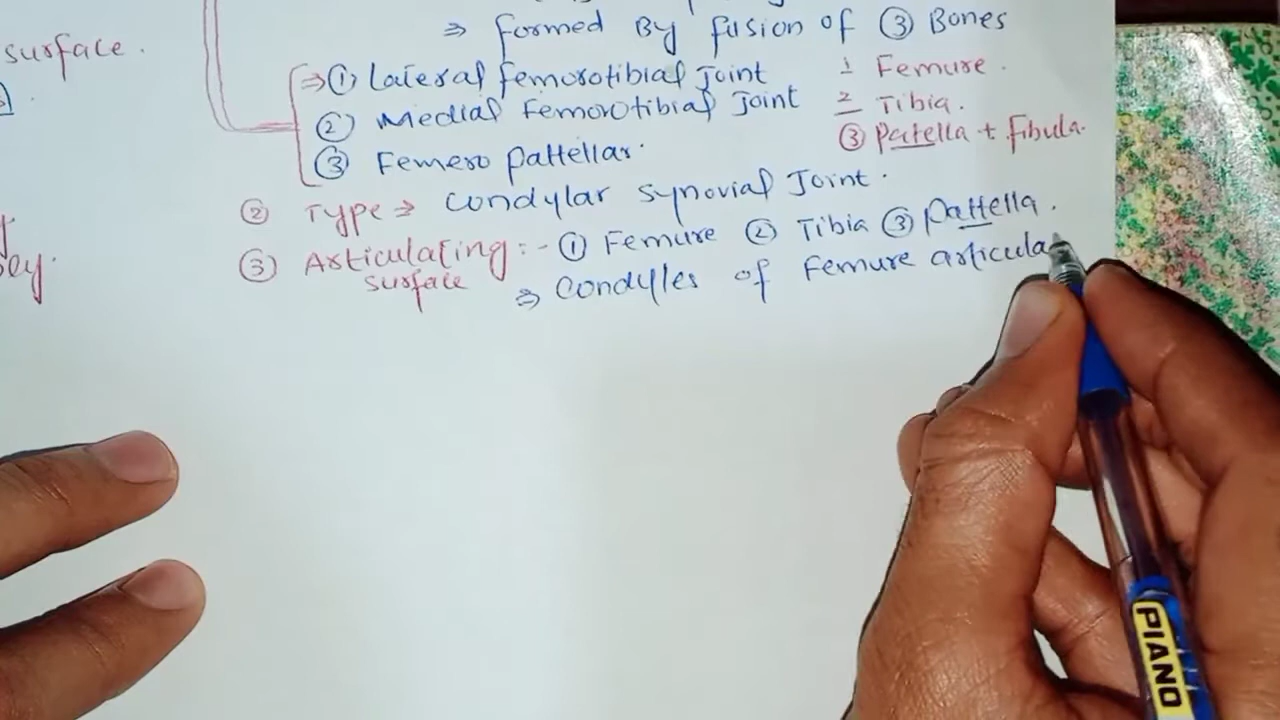 surface.
⇒ formed By fusion of ③ Bones
⇒ ① Lateral femorotibial Joint
1 Femure.
② Medial Femorotibial Joint
2 Tibia.
③ Femero pattellar.
③ Patella + Fibula.
② Type ⇒ Condylar synovial Joint.
③ Articulating surface :- ① Femure ② Tibia ③ Pattella.
⇒ Condylles of Femure articula
PIANO